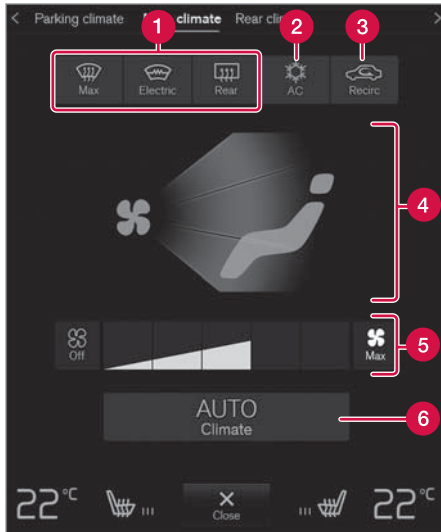 < Parking climate climate Rear >
1 2 3
Max Electric Rear AC Recirc
4
Off Max 5
AUTO 6
Climate
22°C 22°C
Close